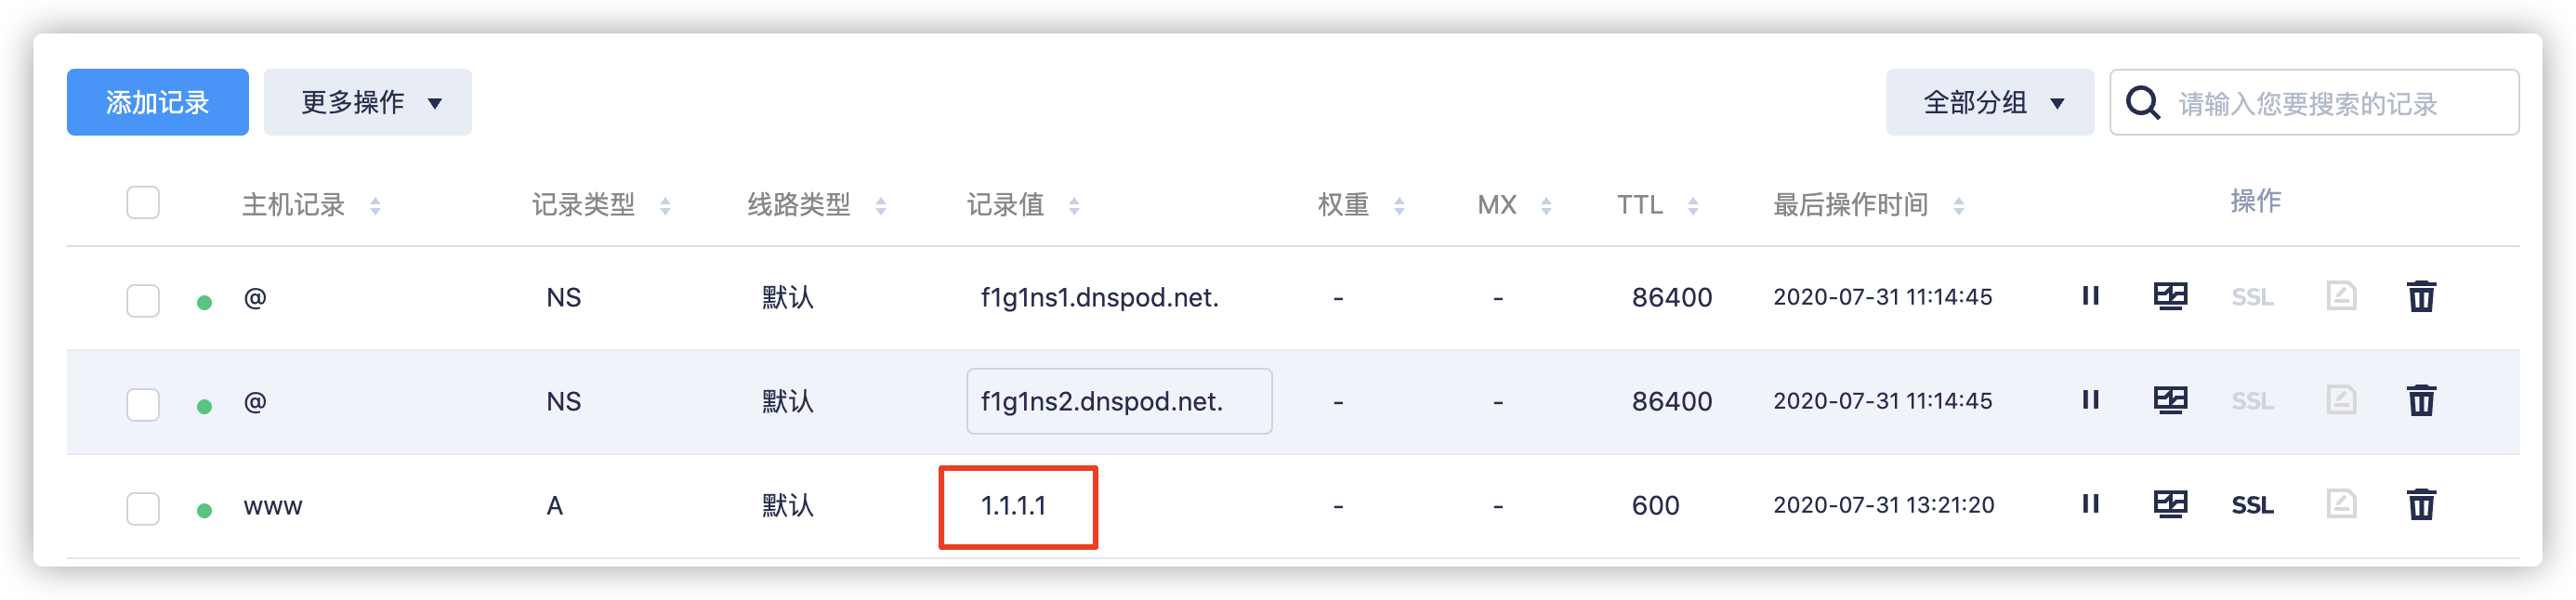 添加记录 更多操作 全部分组 请输入您要搜索的记录
主机记录 记录类型 线路类型 记录值 权重 MX TTL 最后操作时间 操作
@ NS 默认 f1g1ns1.dnspod.net. - - 86400 2020-07-31 11:14:45 SSL
@ NS 默认 f1g1ns2.dnspod.net. - - 86400 2020-07-31 11:14:45 SSL
www A 默认 1.1.1.1 - - 600 2020-07-31 13:21:20 SSL